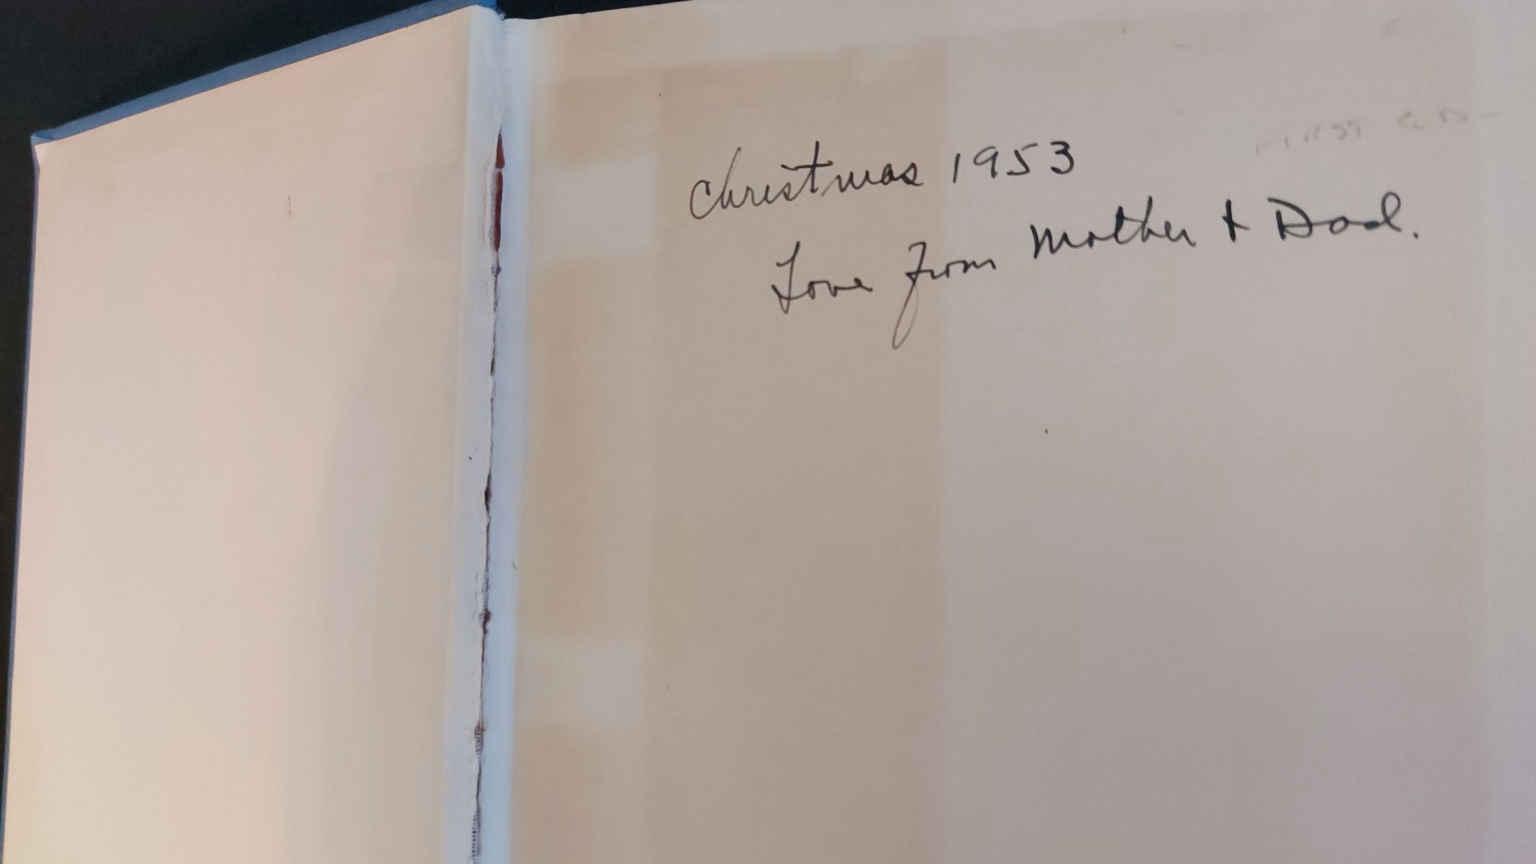 Christmas 1953
Love from Mother + Dad.